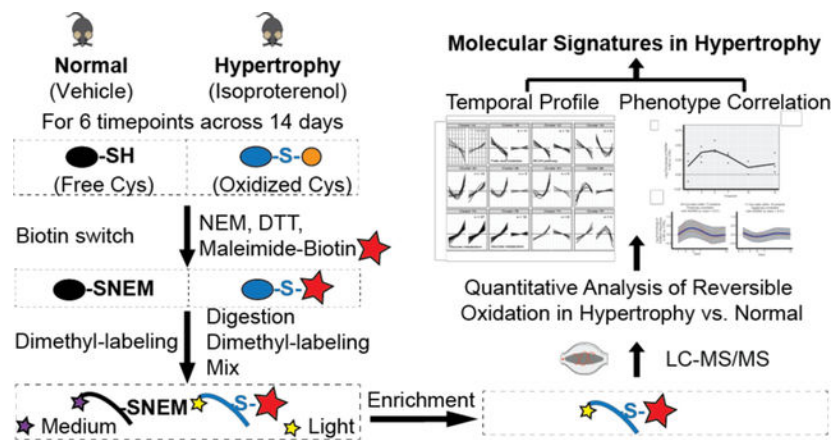 Normal
(Vehicle)
Hypertrophy
(Isoproterenol)
For 6 timepoints across 14 days
-SH
(Free Cys)
-S-
(Oxidized Cys)
Biotin switch
NEM, DTT,
Maleimide-Biotin
-SNEM
-S-
Dimethyl-labeling
Digestion
Dimethyl-labeling
Mix
-SNEM
S-
Medium
Light
Enrichment
S-
LC-MS/MS
Quantitative Analysis of Reversible
Oxidation in Hypertrophy vs. Normal
Temporal Profile
Phenotype Correlation
Molecular Signatures in Hypertrophy